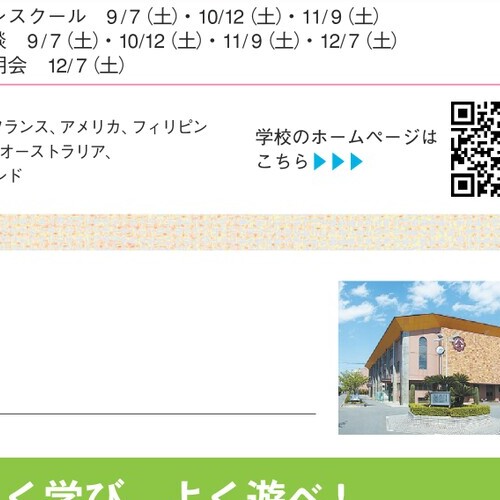 レスクール　9/7（土）・10/12（土）・11/9（土）
談　9/7（土）・10/12（土）・11/9（土）・12/7（土）
明会　12/7（土）
フランス、アメリカ、フィリピン
オーストラリア、
ンド
学校のホームページは
こちら▶▶▶
く学び、よく遊べ！